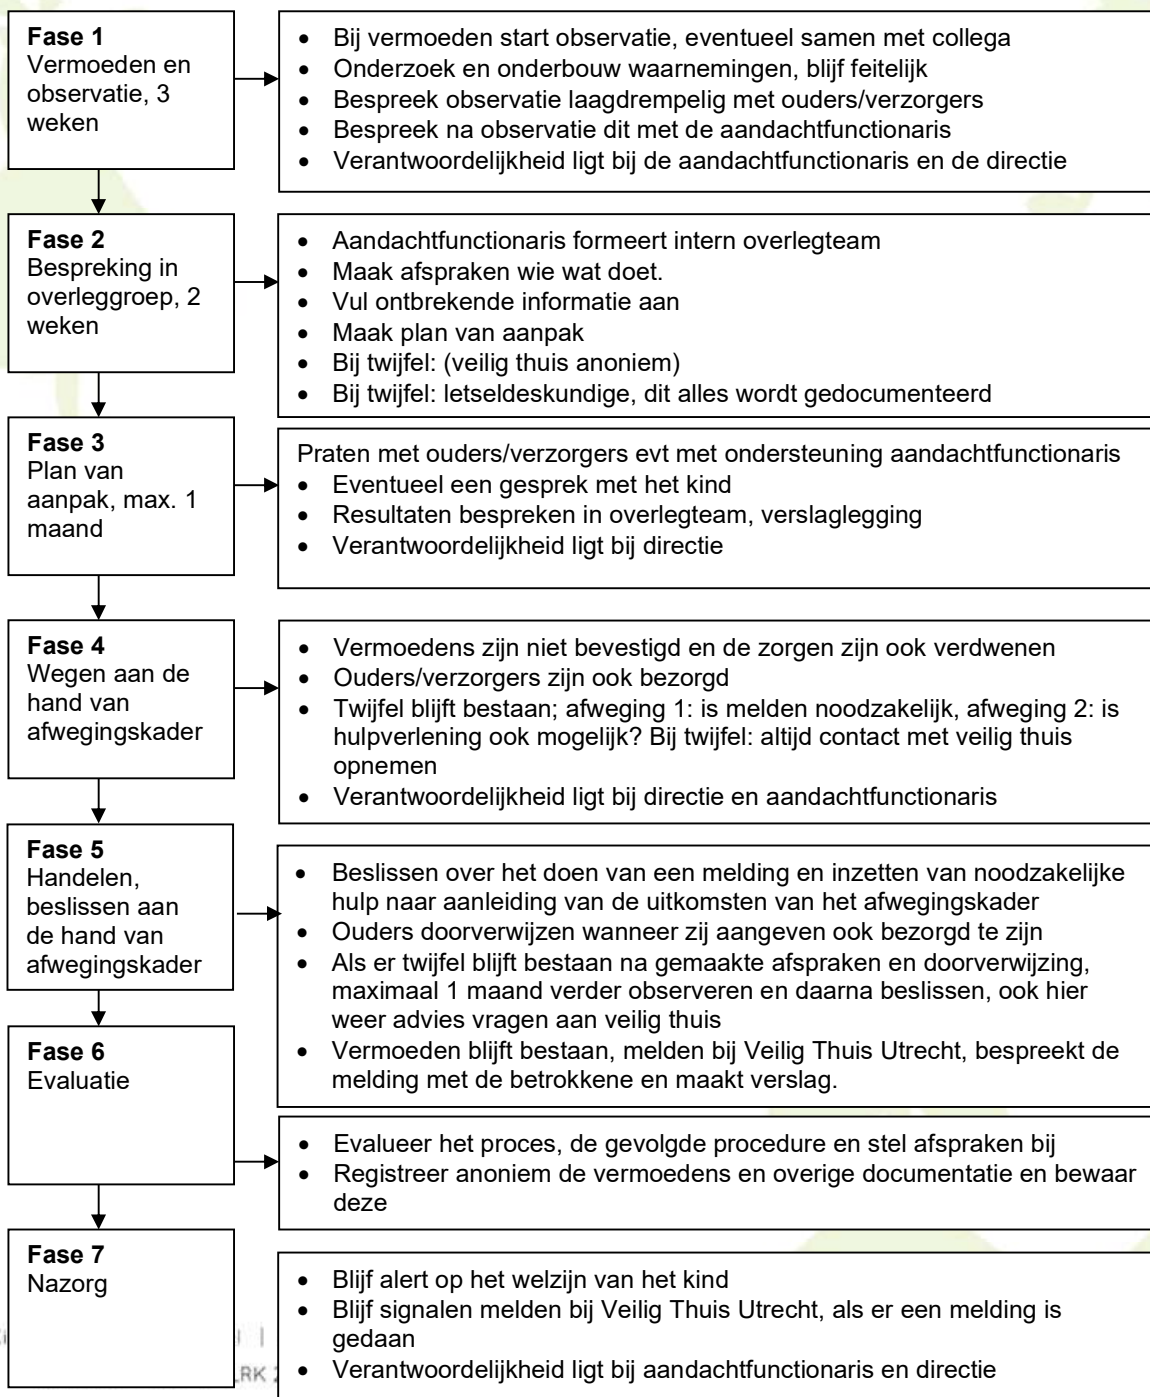 Fase 1
Vermoeden en
observatie, 3
weken
• Bij vermoeden start observatie, eventueel samen met collega
• Onderzoek en onderbouw waarnemingen, blijf feitelijk
• Bespreek observatie laagdrempelig met ouders/verzorgers
• Bespreek na observatie dit met de aandachtfunctionaris
• Verantwoordelijkheid ligt bij de aandachtfunctionaris en de directie
Fase 2
Bespreking in
overleggroep, 2
weken
• Aandachtfunctionaris formeert intern overlegteam
• Maak afspraken wie wat doet.
• Vul ontbrekende informatie aan
• Maak plan van aanpak
• Bij twijfel: (veilig thuis anoniem)
• Bij twijfel: letseldeskundige, dit alles wordt gedocumenteerd
Fase 3
Plan van
aanpak, max. 1
maand
Praten met ouders/verzorgers evt met ondersteuning aandachtfunctionaris
• Eventueel een gesprek met het kind
• Resultaten bespreken in overlegteam, verslaglegging
• Verantwoordelijkheid ligt bij directie
Fase 4
Wegen aan de
hand van
afwegingskader
• Vermoedens zijn niet bevestigd en de zorgen zijn ook verdwenen
• Ouders/verzorgers zijn ook bezorgd
• Twijfel blijft bestaan; afweging 1: is melden noodzakelijk, afweging 2: is
hulpverlening ook mogelijk? Bij twijfel: altijd contact met veilig thuis
opnemen
• Verantwoordelijkheid ligt bij directie en aandachtfunctionaris
Fase 5
Handelen,
beslissen aan
de hand van
afwegingskader
• Beslissen over het doen van een melding en inzetten van noodzakelijke
hulp naar aanleiding van de uitkomsten van het afwegingskader
• Ouders doorverwijzen wanneer zij aangeven ook bezorgd te zijn
• Als er twijfel blijft bestaan na gemaakte afspraken en doorverwijzing,
maximaal 1 maand verder observeren en daarna beslissen, ook hier
weer advies vragen aan veilig thuis
• Vermoeden blijft bestaan, melden bij Veilig Thuis Utrecht, bespreekt de
melding met de betrokkene en maakt verslag.
Fase 6
Evaluatie
• Evalueer het proces, de gevolgde procedure en stel afspraken bij
• Registreer anoniem de vermoedens en overige documentatie en bewaar
deze
Fase 7
Nazorg
• Blijf alert op het welzijn van het kind
• Blijf signalen melden bij Veilig Thuis Utrecht, als er een melding is
gedaan
• Verantwoordelijkheid ligt bij aandachtfunctionaris en directie